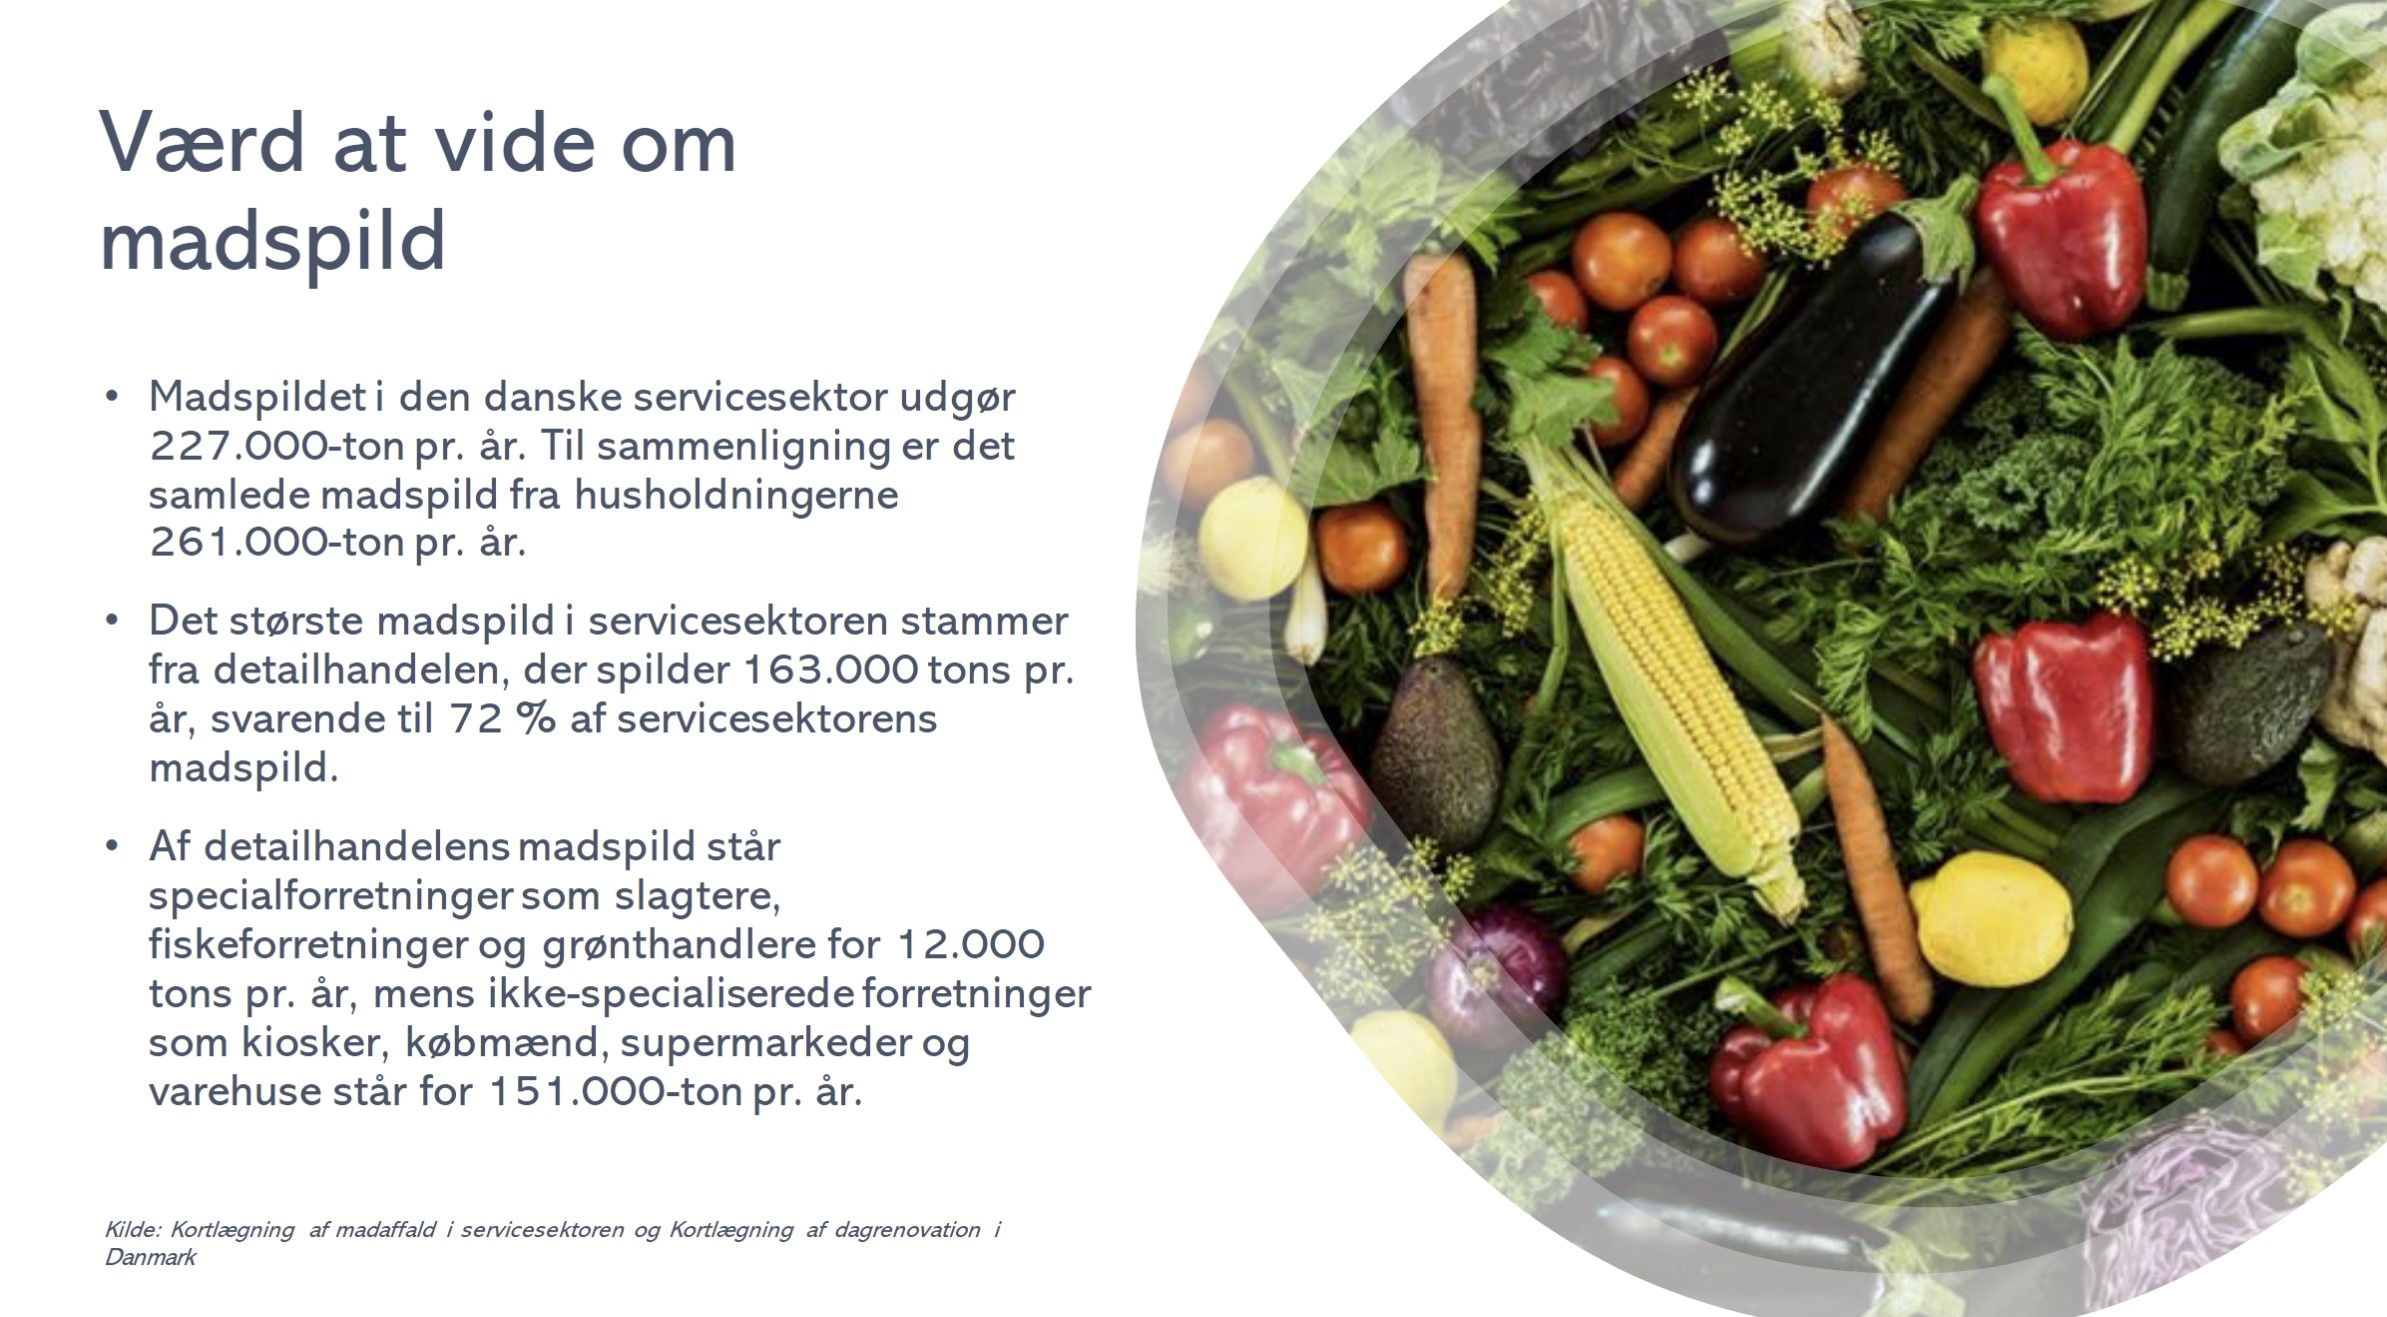 Værd at vide om
madspild
• Madspildet i den danske servicesektor udgør
227.000-ton pr. år. Til sammenligning er det
samlede madspild fra husholdningerne
261.000-ton pr. år.
• Det største madspild i servicesektoren stammer
fra detailhandelen, der spilder 163.000 tons pr.
år, svarende til 72 % af servicesektorens
madspild.
• Af detailhandelens madspild står
specialforretninger som slagtere,
fiskeforretninger og grønthandlere for 12.000
tons pr. år, mens ikke-specialiserede forretninger
som kiosker, købmænd, supermarkeder og
varehuse står for 151.000-ton pr. år.
Kilde: Kortlægning af madaffald i servicesektoren og Kortlægning af dagrenovation i
Danmark